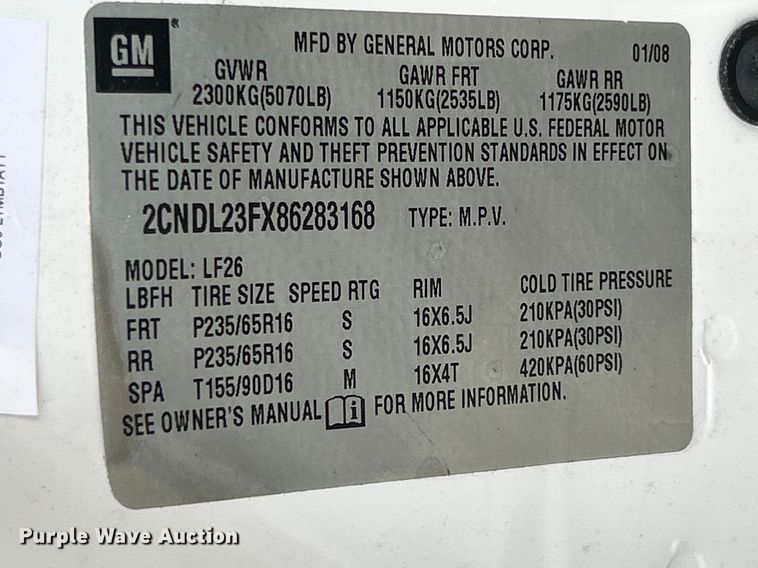 GM
MFD BY GENERAL MOTORS CORP. 01/08
GVWR GAWR FRT GAWR RR
2300KG(5070LB) 1150KG(2535LB) 1175KG(2590LB)
THIS VEHICLE CONFORMS TO ALL APPLICABLE U.S. FEDERAL MOTOR
VEHICLE SAFETY AND THEFT PREVENTION STANDARDS IN EFFECT ON
THE DATE OF MANUFACTURE SHOWN ABOVE.
2CNDL23FX86283168 TYPE: M.P.V.
MODEL: LF26
LBFH TIRE SIZE SPEED RTG RIM COLD TIRE PRESSURE
FRT P235/65R16 S 16X6.5J 210KPA(30PSI)
RR P235/65R16 S 16X6.5J 210KPA(30PSI)
SPA T155/90D16 M 16X4T 420KPA(60PSI)
SEE OWNER'S MANUAL FOR MORE INFORMATION.
Purple Wave Auction